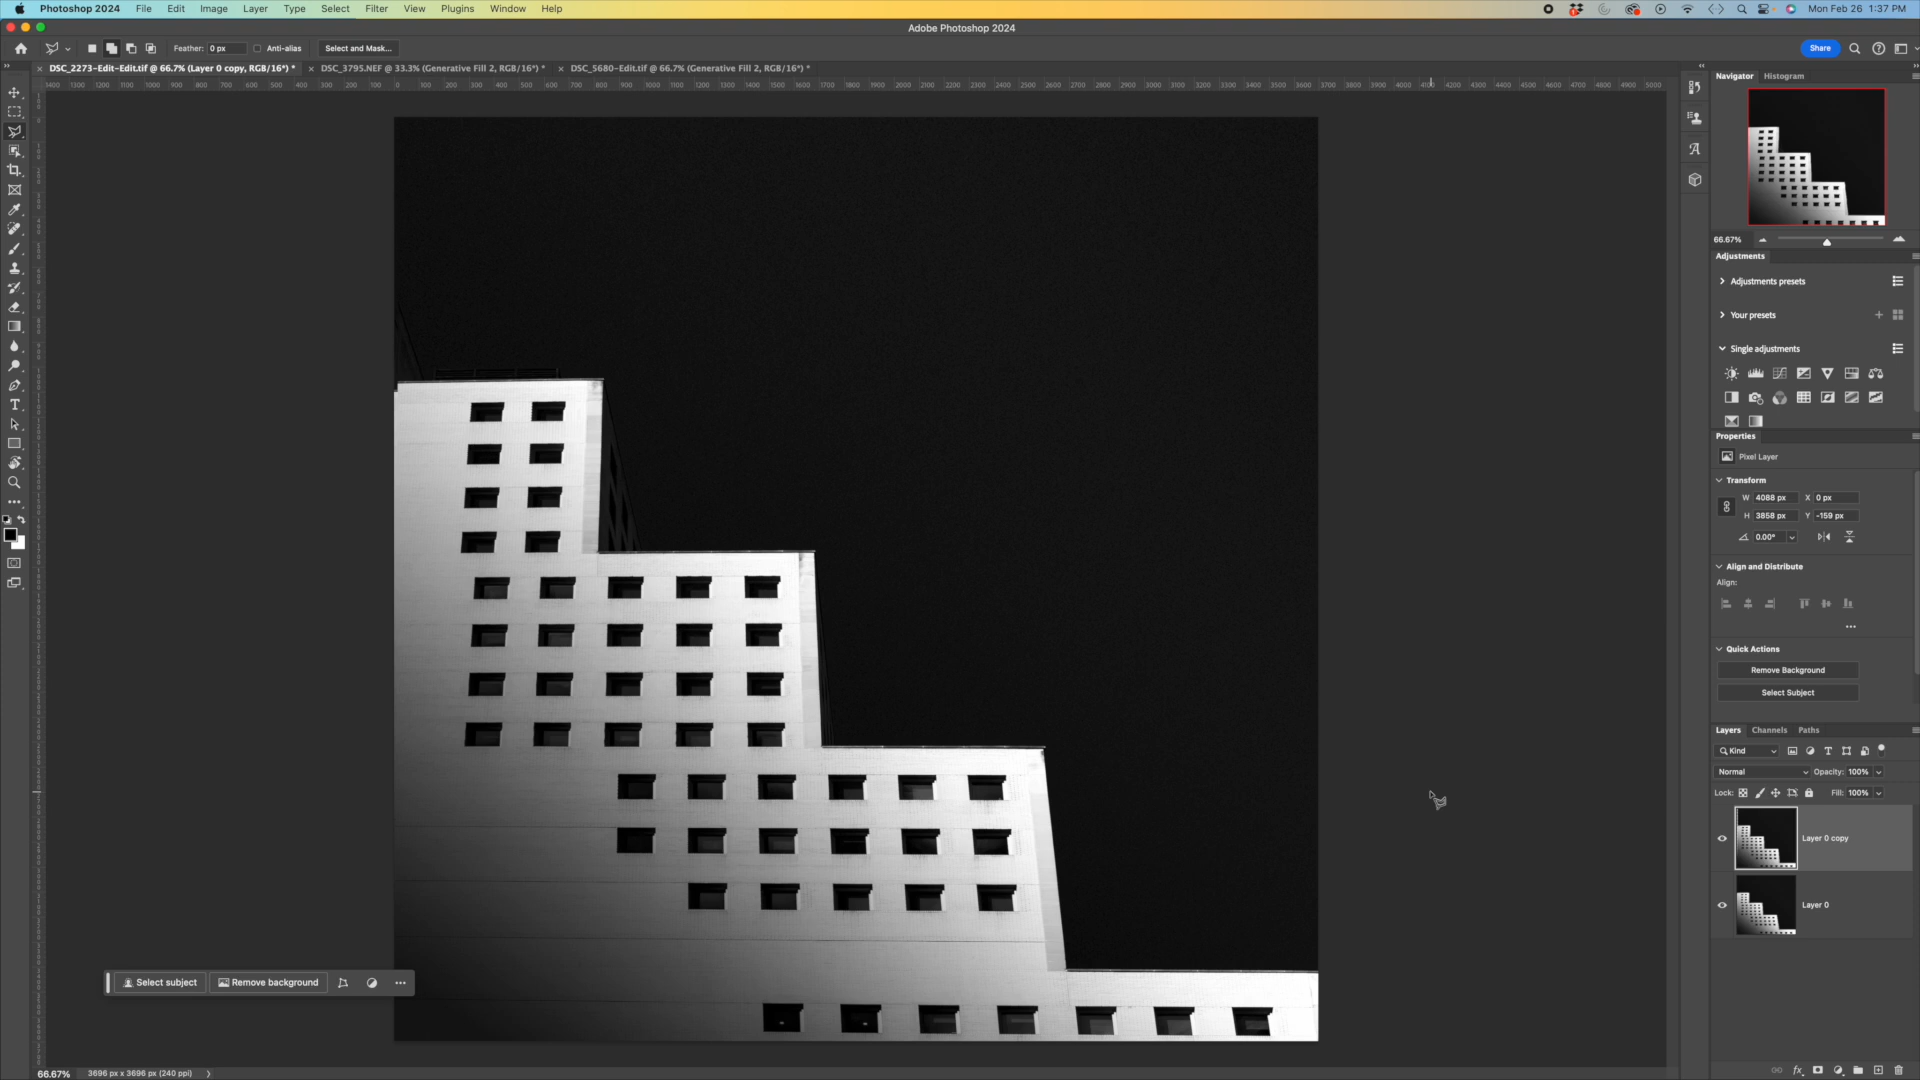 Photoshop 2024 File Edit Image Layer Type Select Filter View Plugins Window Help Mon Feb 26 1:37 PM
Adobe Photoshop 2024
Feather: 0 px Anti-alias Select and Mask... Share
DSC_2273-Edit-Edit.tif @ 66.7% (Layer 0 copy, RGB/16*) * DSC_3795.NEF @ 33.3% (Generative Fill 2, RGB/16*) * DSC_5680-Edit.tif @ 66.7% (Generative Fill 2, RGB/16*) *
Navigator Histogram
66.67%
Adjustments
Adjustments presets
Your presets
Single adjustments
Properties
Pixel Layer
Transform
W 4088 px X 0 px
H 3858 px Y -159 px
0.00°
Align and Distribute
Align:
Quick Actions
Remove Background
Select Subject
Layers Channels Paths
Kind
Normal Opacity: 100%
Lock: Fill: 100%
Layer 0 copy
Layer 0
Select subject Remove background
66.67% 3696 px x 3696 px (240 ppi)